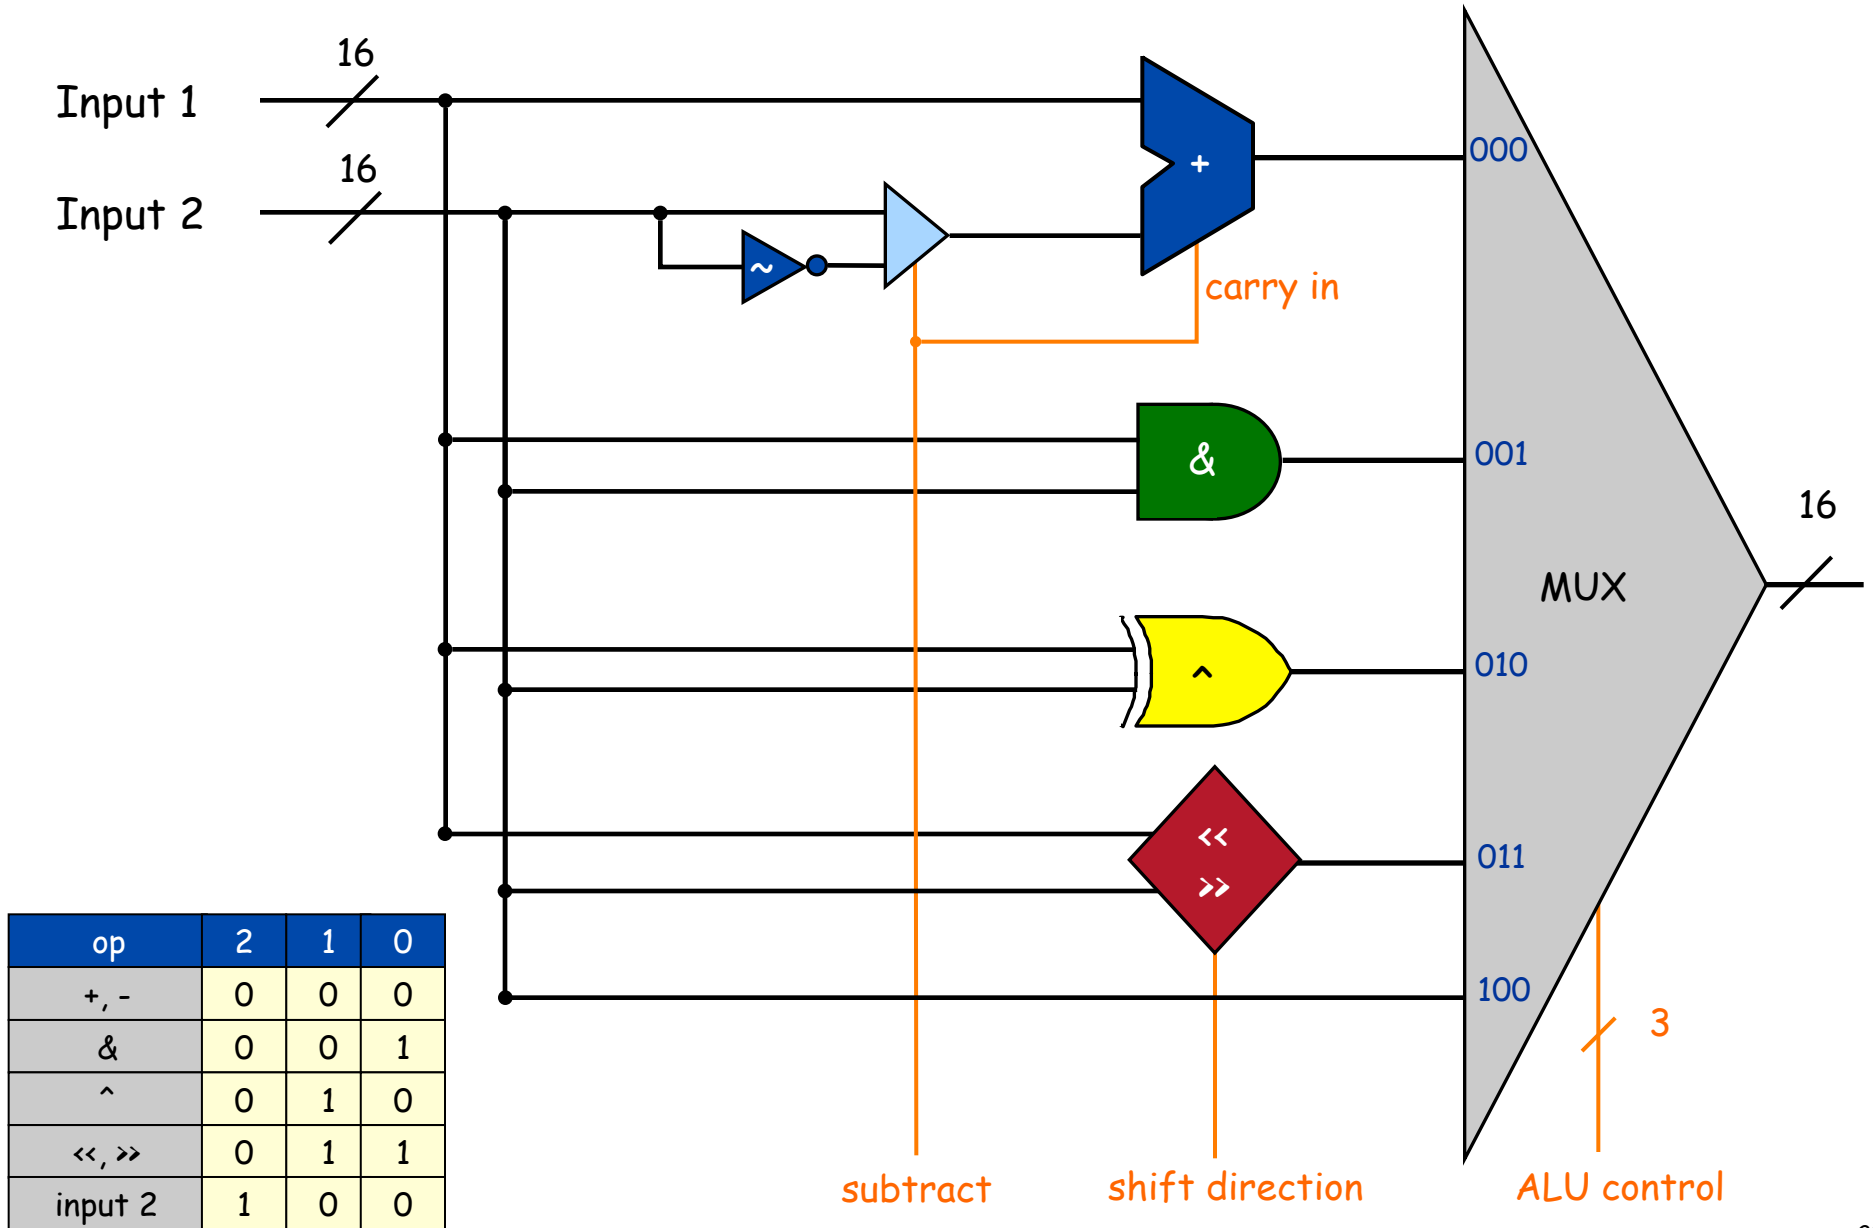 16
Input 1
16
Input 2
~
+
000
carry in
&
001
16
MUX
^
010
<<
>>
011
100
3
op 2 1 0
+, - 0 0 0
& 0 0 1
^ 0 1 0
<<, >> 0 1 1
input 2 1 0 0
subtract
shift direction
ALU control